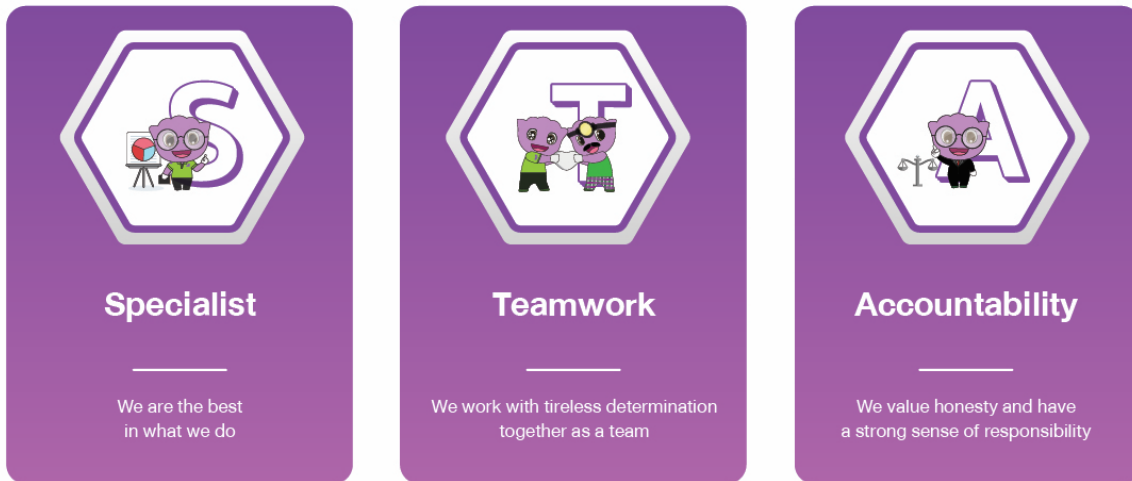 S
Specialist
We are the best
in what we do
T
Teamwork
We work with tireless determination
together as a team
A
Accountability
We value honesty and have
a strong sense of responsibility